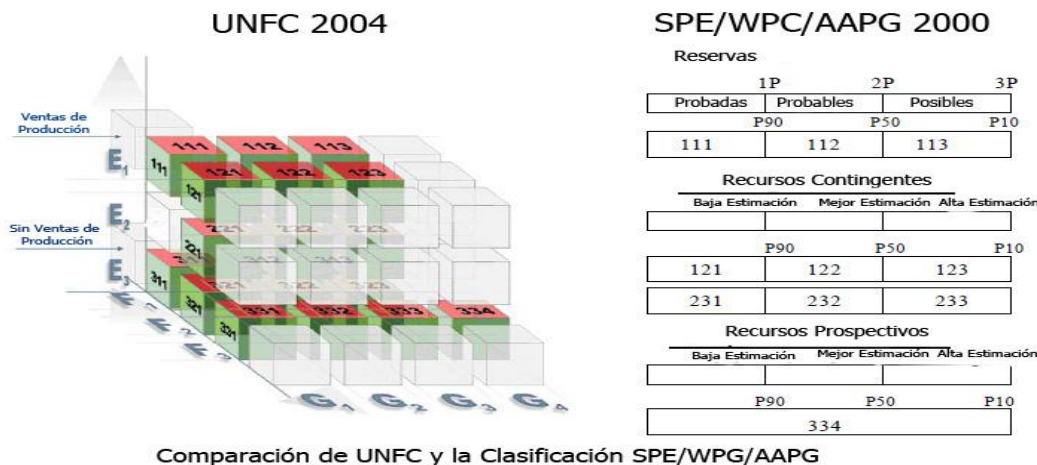 UNFC 2004
Ventas de
Producción
Sin Ventas de
Producción
E1
E2
E3
111 112 113
111
121 122 123
121
221
221
311
321
331 332 333 334
331
F 1
F 2
F 3
G1 G2 G3 G4
SPE/WPC/AAPG 2000
Reservas
1P 2P 3P
Probadas Probables Posibles
P90 P50 P10
111 112 113
Recursos Contingentes
Baja Estimación Mejor Estimación Alta Estimación
P90 P50 P10
121 122 123
231 232 233
Recursos Prospectivos
Baja Estimación Mejor Estimación Alta Estimación
P90 P50 P10
334
Comparación de UNFC y la Clasificación SPE/WPG/AAPG